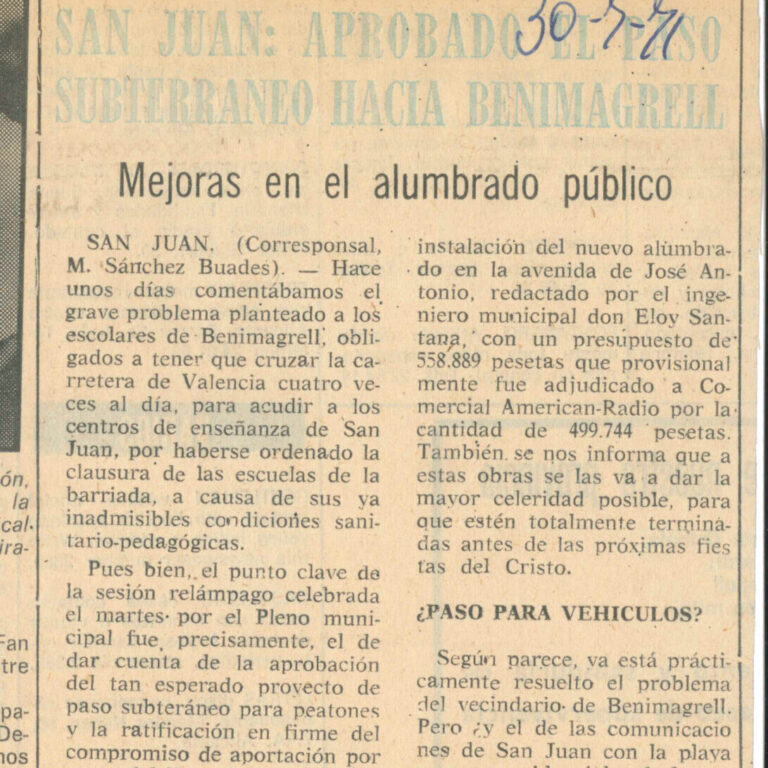 30-7-71
SAN JUAN: APROBADO EL PASO
SUBTERRANEO HACIA BENIMAGRELL
Mejoras en el alumbrado público
SAN JUAN. (Corresponsal,
M. Sánchez Buades). — Hace
unos días comentábamos el
grave problema planteado a los
escolares de Benimagrell, obli-
gados a tener que cruzar la ca-
rretera de Valencia cuatro ve-
ces al día, para acudir a los
centros de enseñanza de San
Juan, por haberse ordenado la
clausura de las escuelas de la
barriada, a causa de sus ya
inadmisibles condiciones sani-
tario-pedagógicas.
Pues bien, el punto clave de
la sesión relámpago celebrada
el martes por el Pleno muni-
cipal fue, precisamente, el de
dar cuenta de la aprobación
del tan esperado proyecto de
paso subteráneo para peatones
y la ratificación en firme del
compromiso de aportación por
instalación del nuevo alumbra-
do en la avenida de José An-
tonio, redactado por el inge-
niero municipal don Eloy San-
tana, con un presupuesto de
558.889 pesetas que provisional
mente fue adjudicado a Co-
mercial American-Radio por la
cantidad de 499.744 pesetas.
También se nos informa que a
estas obras se las va a dar la
mayor celeridad posible, para
que estén totalmente termina-
das antes de las próximas fies
tas del Cristo.
¿PASO PARA VEHICULOS?
Según parece, ya está prácti-
camente resuelto el problema
del vecindario de Benimagrell.
Pero ¿y el de las comunicacio
nes de San Juan con la playa
ón,
la
ical-
ira-
Fan
tre
pa-
De-
nos